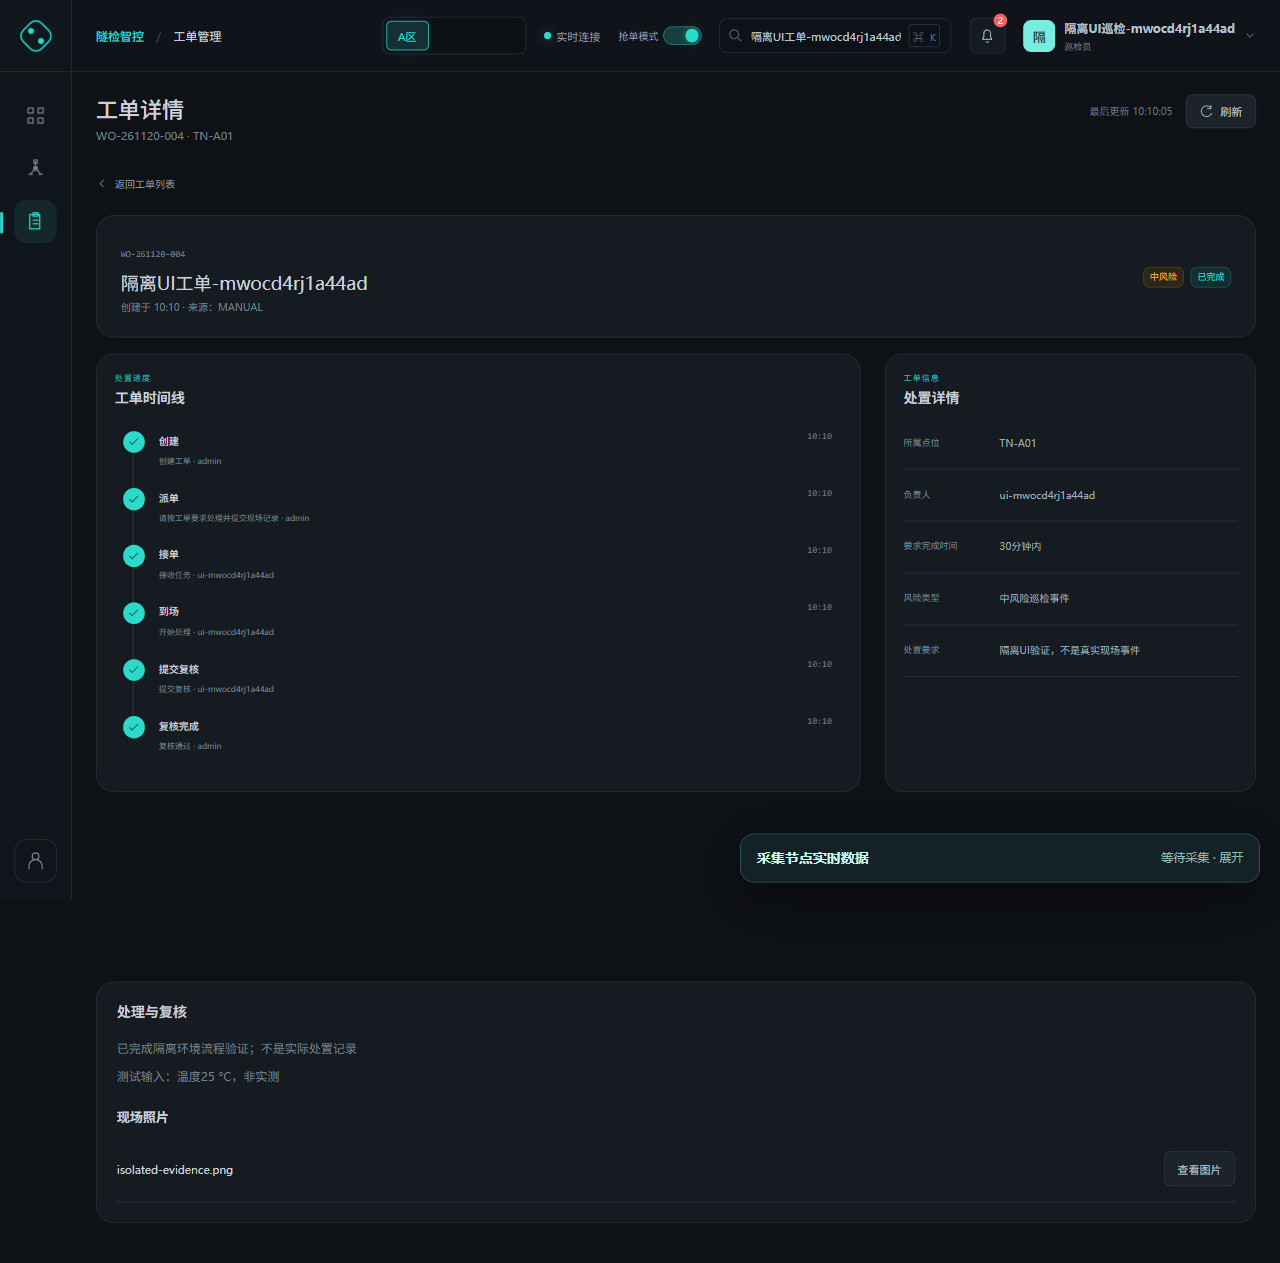 隧检智控 / 工单管理
A区
实时连接
抢单模式
隔离UI工单-mwocd4rj1a44ad
⌘ K
2
隔
隔离UI巡检-mwocd4rj1a44ad
巡检员
工单详情
WO-261120-004 · TN-A01
最后更新 10:10:05
刷新
返回工单列表
WO-261120-004
隔离UI工单-mwocd4rj1a44ad
创建于 10:10 · 来源：MANUAL
中风险
已完成
处置进度
工单时间线
创建
10:10
创建工单 · admin
派单
10:10
请按工单要求处理并提交现场记录 · admin
接单
10:10
接收任务 · ui-mwocd4rj1a44ad
到场
10:10
开始处理 · ui-mwocd4rj1a44ad
提交复核
10:10
提交复核 · ui-mwocd4rj1a44ad
复核完成
10:10
复核通过 · admin
工单信息
处置详情
所属点位 TN-A01
负责人 ui-mwocd4rj1a44ad
要求完成时间 30分钟内
风险类型 中风险巡检事件
处置要求 隔离UI验证，不是真实现场事件
采集节点实时数据
等待采集 · 展开
处理与复核
已完成隔离环境流程验证；不是实际处置记录
测试输入：温度25 °C，非实测
现场照片
isolated-evidence.png
查看图片